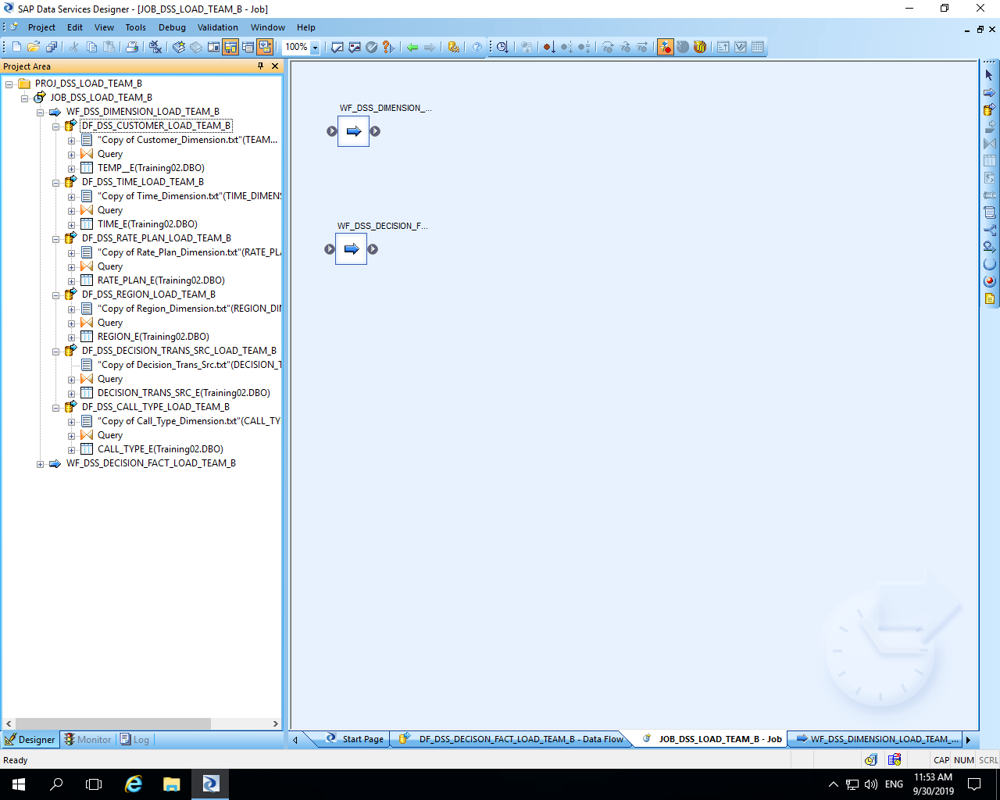 SAP Data Services Designer - [JOB_DSS_LOAD_TEAM_B - Job]
Project Edit View Tools Debug Validation Window Help
100%
Project Area
PROJ_DSS_LOAD_TEAM_B
JOB_DSS_LOAD_TEAM_B
WF_DSS_DIMENSION_LOAD_TEAM_B
DF_DSS_CUSTOMER_LOAD_TEAM_B
"Copy of Customer_Dimension.txt"(TEAM...
Query
TEMP__E(Training02.DBO)
DF_DSS_TIME_LOAD_TEAM_B
"Copy of Time_Dimension.txt"(TIME_DIMENS
Query
TIME_E(Training02.DBO)
DF_DSS_RATE_PLAN_LOAD_TEAM_B
"Copy of Rate_Plan_Dimension.txt"(RATE_PL
Query
RATE_PLAN_E(Training02.DBO)
DF_DSS_REGION_LOAD_TEAM_B
"Copy of Region_Dimension.txt"(REGION_DI
Query
REGION_E(Training02.DBO)
DF_DSS_DECISION_TRANS_SRC_LOAD_TEAM_B
"Copy of Decision_Trans_Src.txt"(DECISION_T
Query
DECISION_TRANS_SRC_E(Training02.DBO)
DF_DSS_CALL_TYPE_LOAD_TEAM_B
"Copy of Call_Type_Dimension.txt"(CALL_TY
Query
CALL_TYPE_E(Training02.DBO)
WF_DSS_DECISION_FACT_LOAD_TEAM_B
WF_DSS_DIMENSION_...
WF_DSS_DECISION_F...
Designer Monitor Log
Start Page DF_DSS_DECISON_FACT_LOAD_TEAM_B - Data Flow JOB_DSS_LOAD_TEAM_B - Job WF_DSS_DIMENSION_LOAD_TEAM_...
Ready CAP NUM SCRL
ENG 11:53 AM
9/30/2019